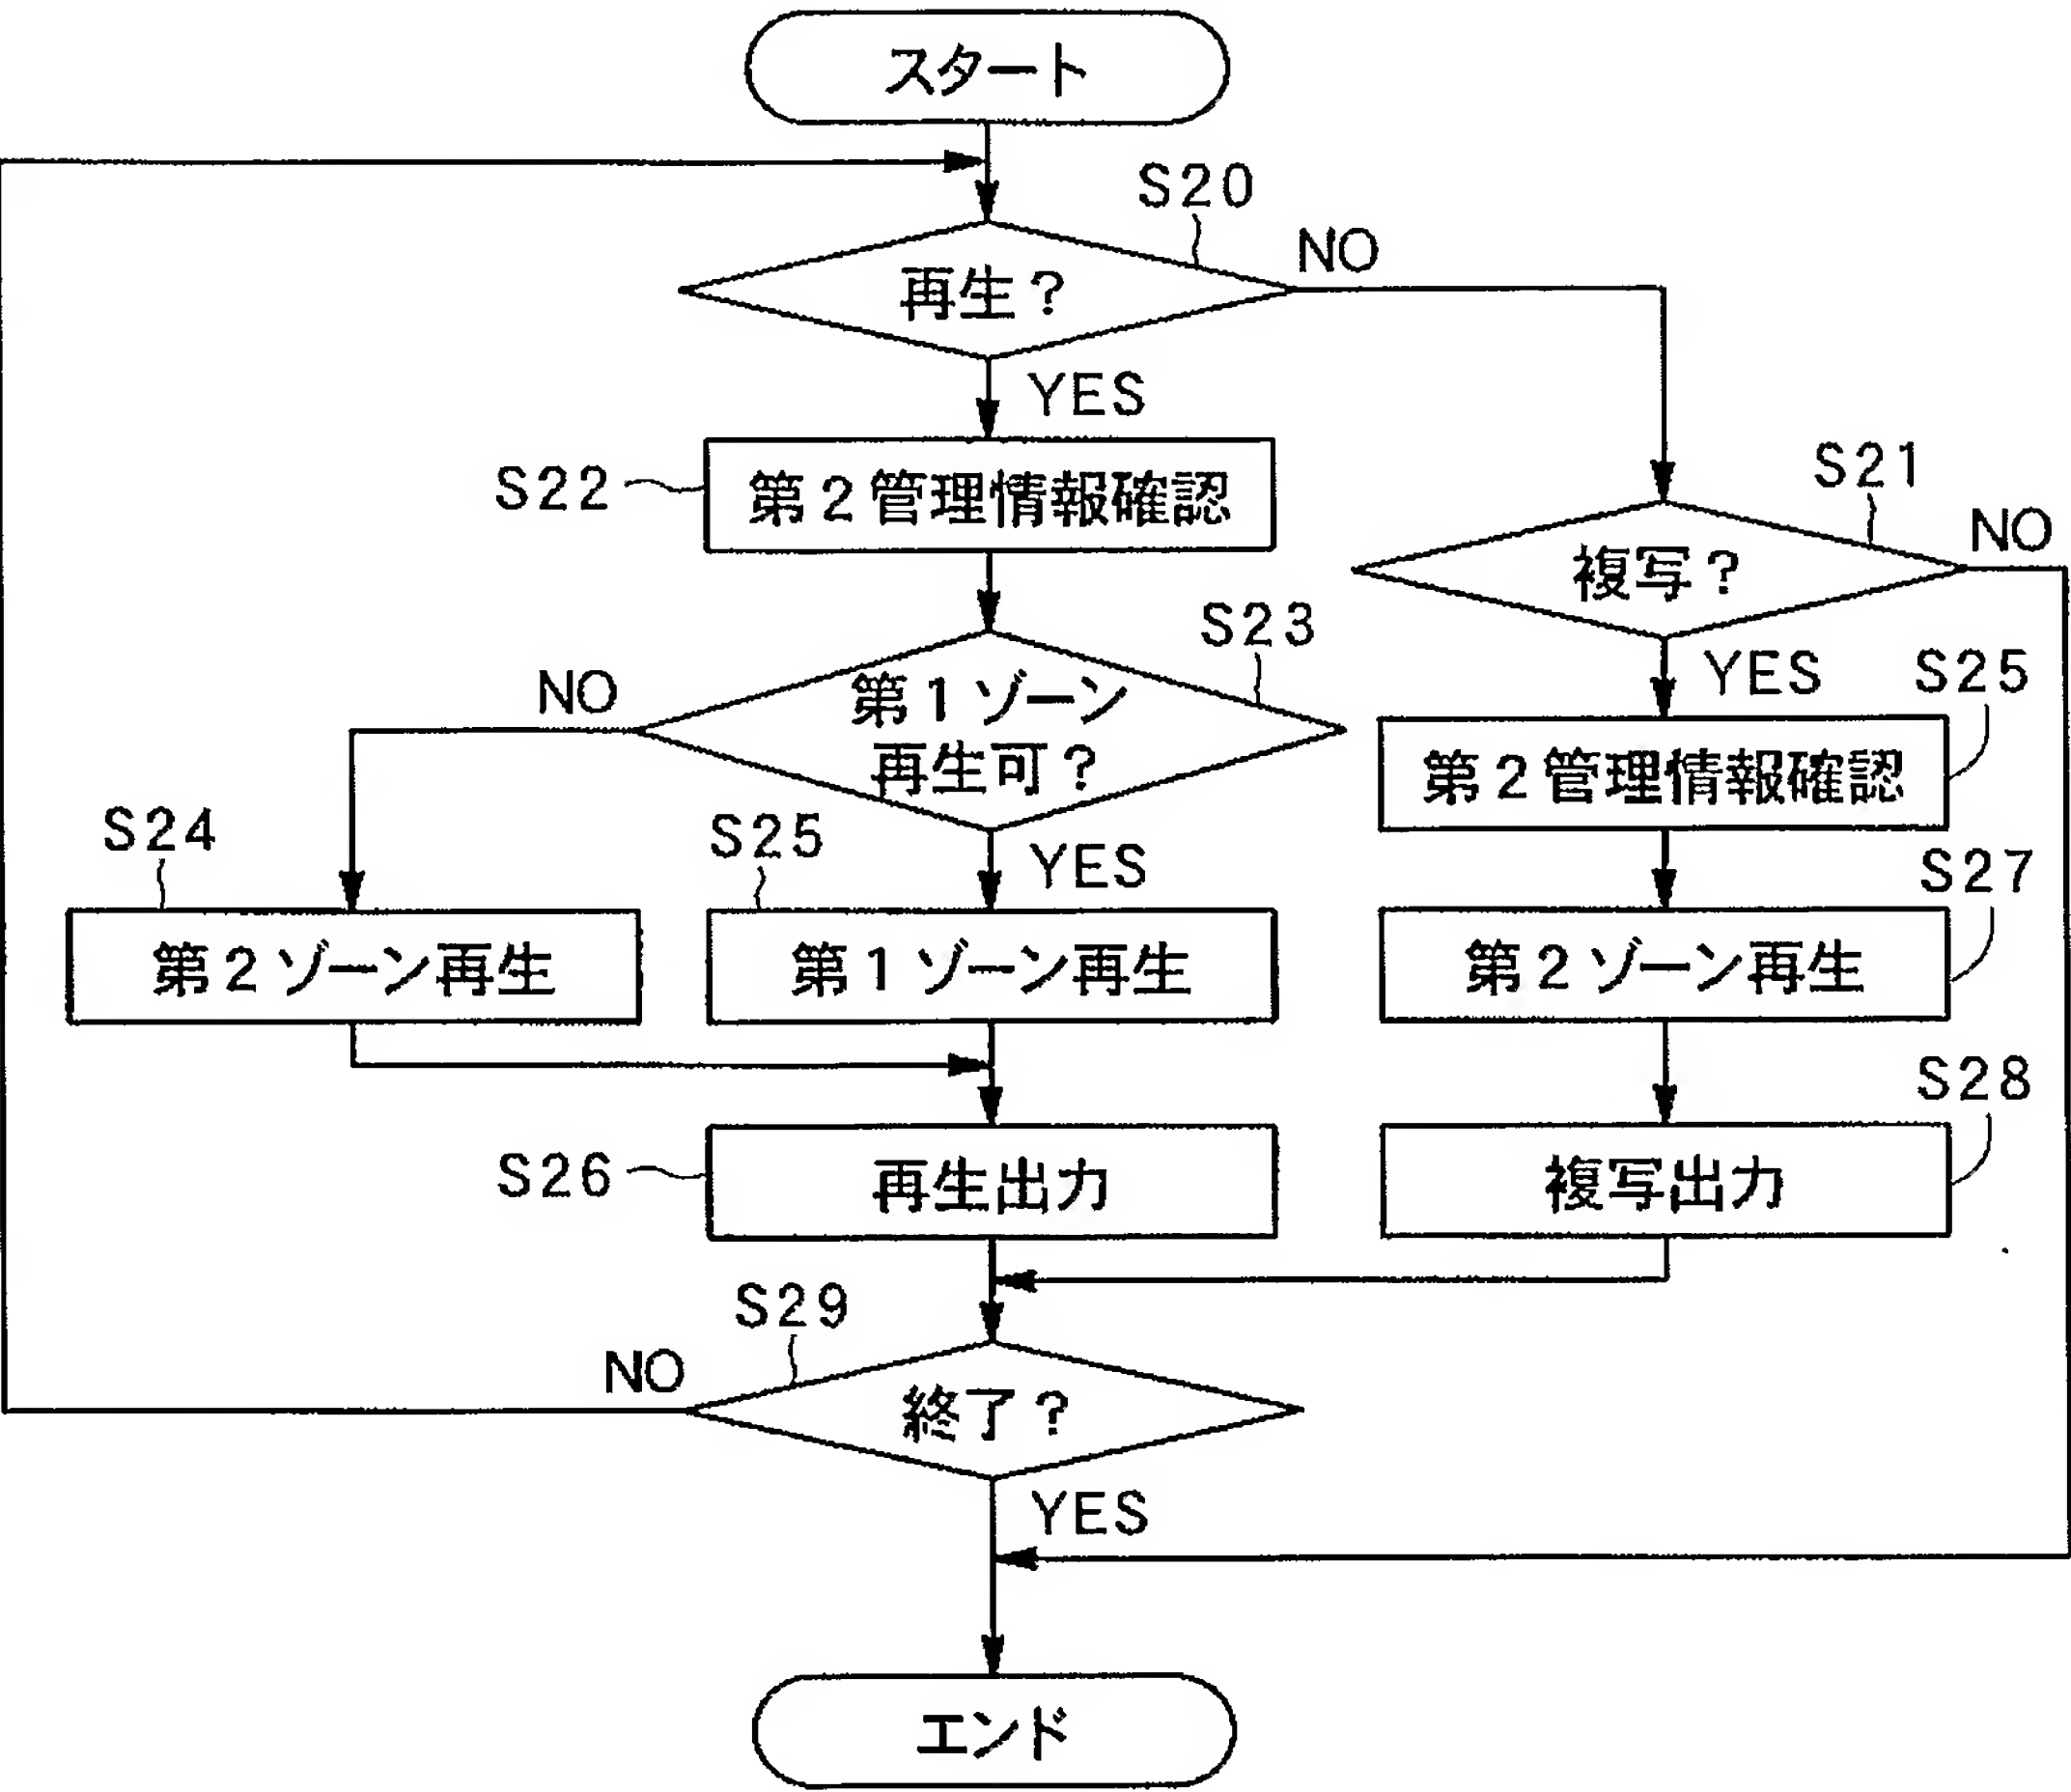 スタート
S20
再生？
NO
YES
S22
第2管理情報確認
S21
複写？
NO
YES
S23
第1ゾーン
再生可？
NO
YES
S25
第2管理情報確認
S24
第2ゾーン再生
S25
第1ゾーン再生
S27
第2ゾーン再生
S26
再生出力
S28
複写出力
S29
終了？
NO
YES
エンド